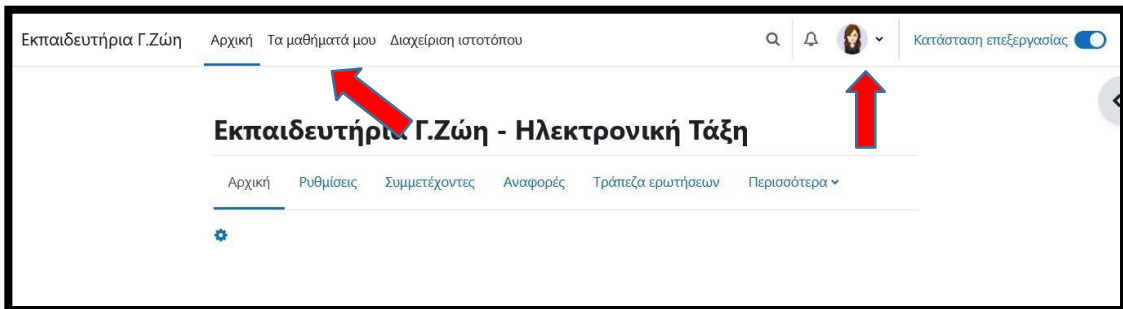 Εκπαιδευτήρια Γ.Ζώη Αρχική Τα μαθήματά μου Διαχείριση ιστοτόπου Κατάσταση επεξεργασίας
Εκπαιδευτήρια Γ.Ζώη - Ηλεκτρονική Τάξη
Αρχική Ρυθμίσεις Συμμετέχοντες Αναφορές Τράπεζα ερωτήσεων Περισσότερα